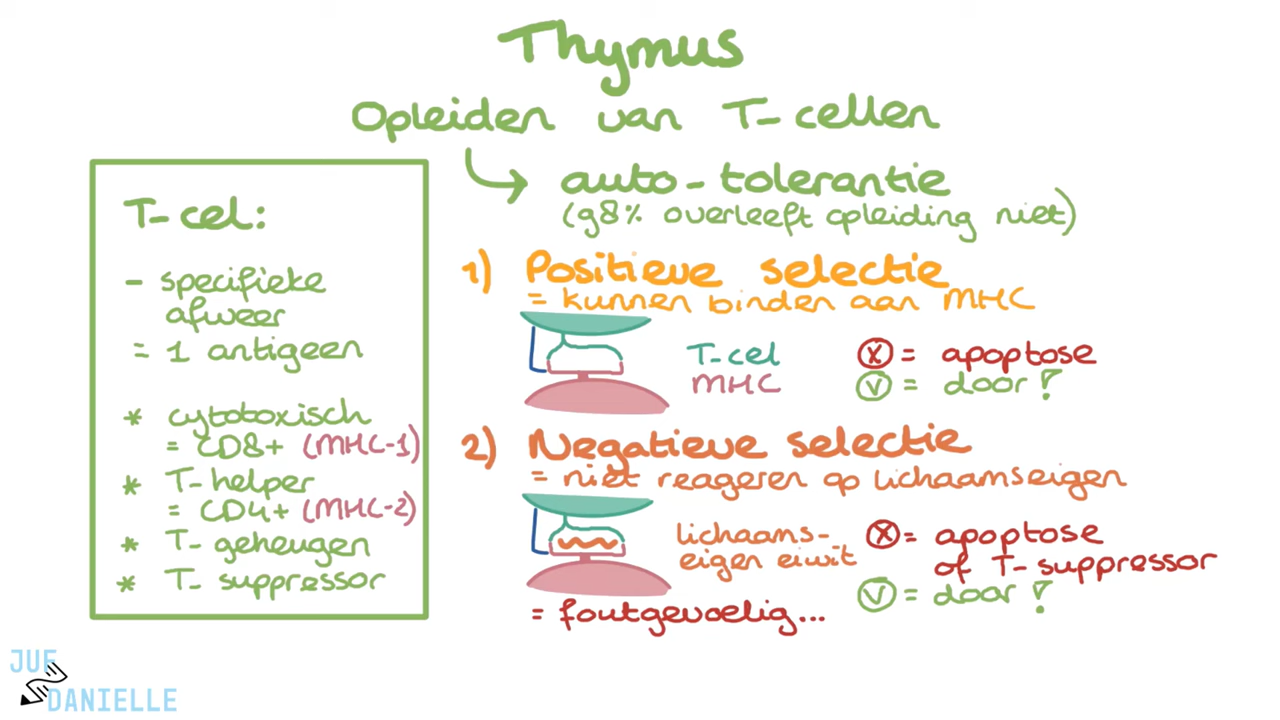 Thymus
Opleiden van T-cellen
auto-tolerantie
(98% overleeft opleiding niet)
T-cel:
- specifieke
afweer
= 1 antigeen
* cytotoxisch
= CD8+ (MHC-1)
* T-helper
= CD4+ (MHC-2)
* T-geheugen
* T-suppressor
1) Positieve selectie
= kunnen binden aan MHC
T-cel
MHC
X = apoptose
V = door!
2) Negatieve selectie
= niet reageren op lichaamseigen
lichaams-
eigen eiwit
X = apoptose
of T-suppressor
V = door!
= foutgevoelig...
JUF
DANIELLE